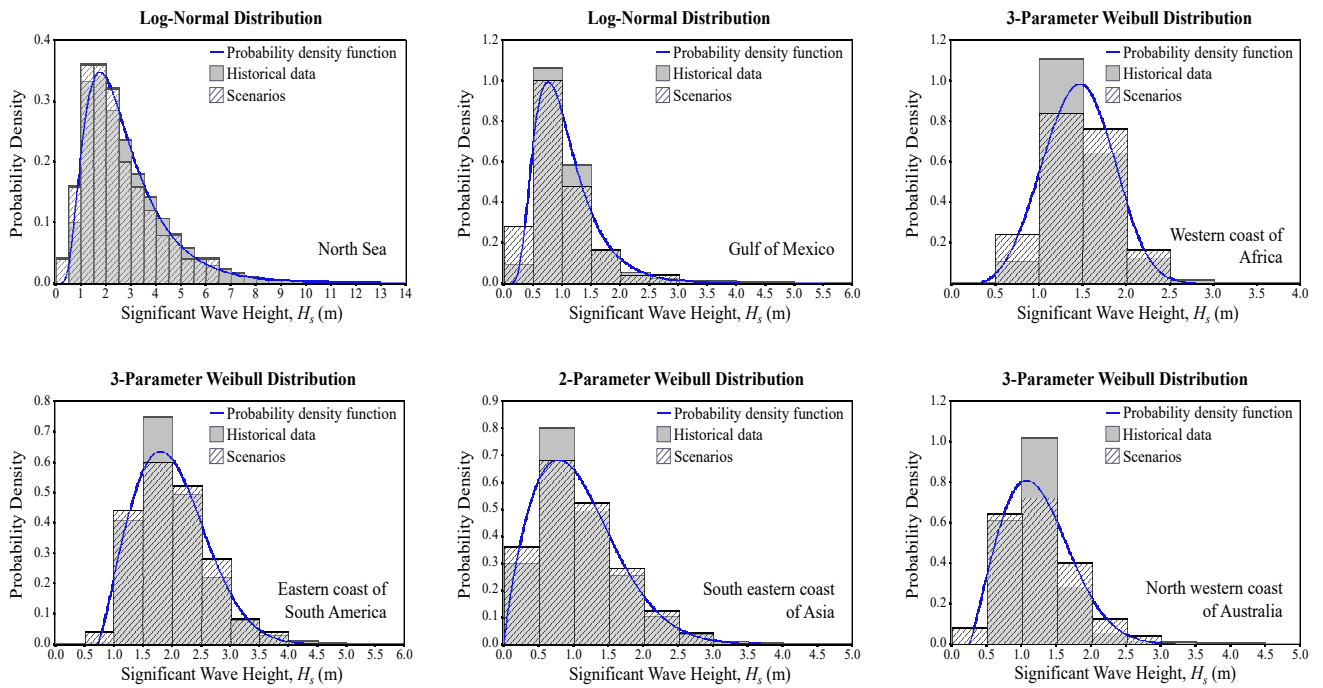 Log-Normal Distribution
0.4
0.3
0.2
0.1
0.0
Probability Density
Probability density function
Historical data
Scenarios
North Sea
0 1 2 3 4 5 6 7 8 9 10 11 12 13 14
Significant Wave Height, Hs (m)
Log-Normal Distribution
1.2
1.0
0.8
0.6
0.4
0.2
0.0
Probability Density
Probability density function
Historical data
Scenarios
Gulf of Mexico
0.0 0.5 1.0 1.5 2.0 2.5 3.0 3.5 4.0 4.5 5.0 5.5 6.0
Significant Wave Height, Hs (m)
3-Parameter Weibull Distribution
1.2
1.0
0.8
0.6
0.4
0.2
Probability Density
Probability density function
Historical data
Scenarios
Western coast of
Africa
0.0 0.5 1.0 1.5 2.0 2.5 3.0 3.5 4.0
Significant Wave Height, Hs (m)
3-Parameter Weibull Distribution
0.8
0.7
0.6
0.5
0.4
0.3
0.2
0.1
0.0
Probability Density
Probability density function
Historical data
Scenarios
Eastern coast of
South America
0.0 0.5 1.0 1.5 2.0 2.5 3.0 3.5 4.0 4.5 5.0 5.5 6.0
Significant Wave Height, Hs (m)
2-Parameter Weibull Distribution
0.9
0.8
0.7
0.6
0.5
0.4
0.3
0.2
0.1
0.0
Probability Density
Probability density function
Historical data
Scenarios
South eastern coast
of Asia
0.0 0.5 1.0 1.5 2.0 2.5 3.0 3.5 4.0 4.5 5.0
Significant Wave Height, Hs (m)
3-Parameter Weibull Distribution
1.2
1.0
0.8
0.6
0.4
0.2
0.0
Probability Density
Probability density function
Historical data
Scenarios
North western coast
of Australia
0.0 0.5 1.0 1.5 2.0 2.5 3.0 3.5 4.0 4.5 5.0
Significant Wave Height, Hs (m)